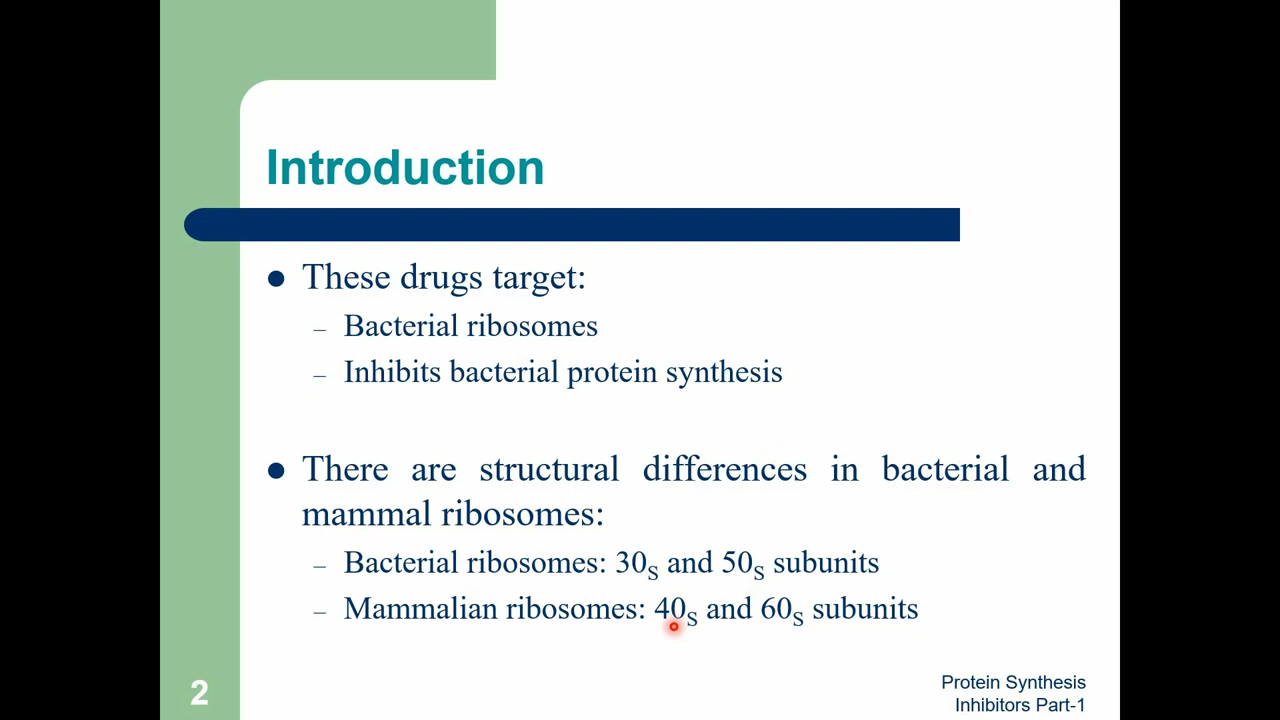 Introduction
● These drugs target:
– Bacterial ribosomes
– Inhibits bacterial protein synthesis
● There are structural differences in bacterial and
mammal ribosomes:
– Bacterial ribosomes: 30S and 50S subunits
– Mammalian ribosomes: 40S and 60S subunits
2
Protein Synthesis
Inhibitors Part-1